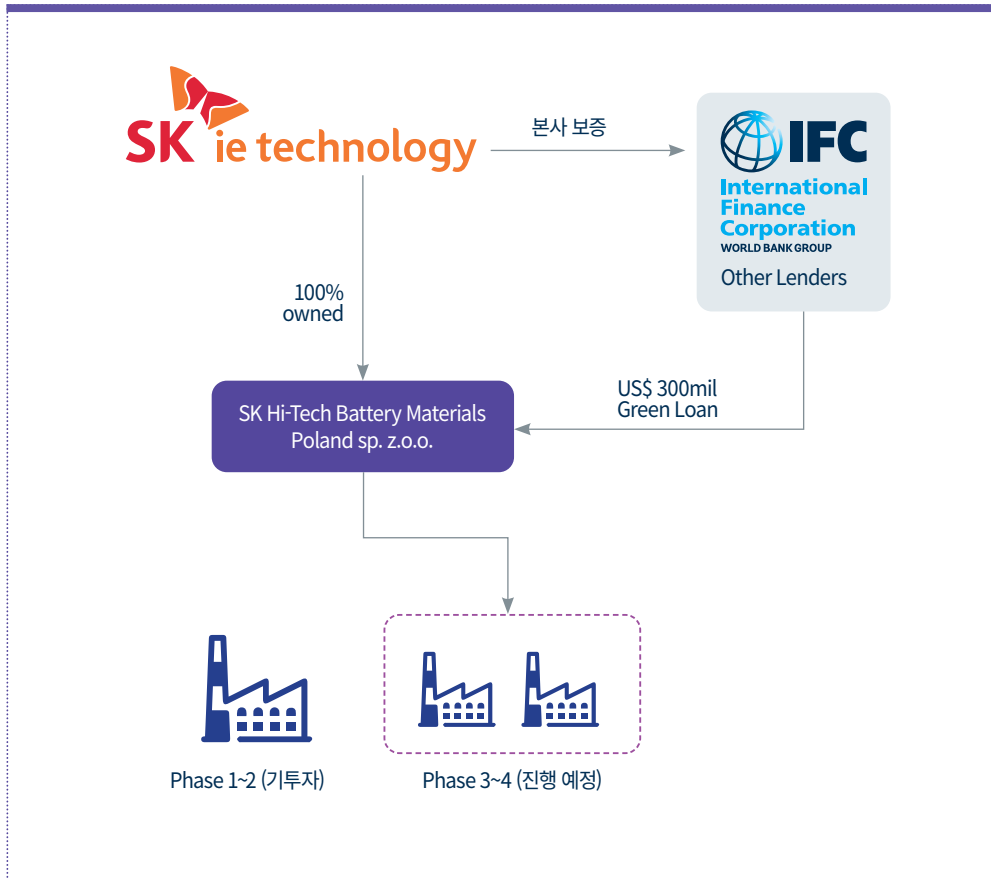 SK ie technology
본사 보증
IFC
International
Finance
Corporation
WORLD BANK GROUP
Other Lenders
100%
owned
US$ 300mil
Green Loan
SK Hi-Tech Battery Materials
Poland sp. z.o.o.
Phase 1~2 (기투자)
Phase 3~4 (진행 예정)